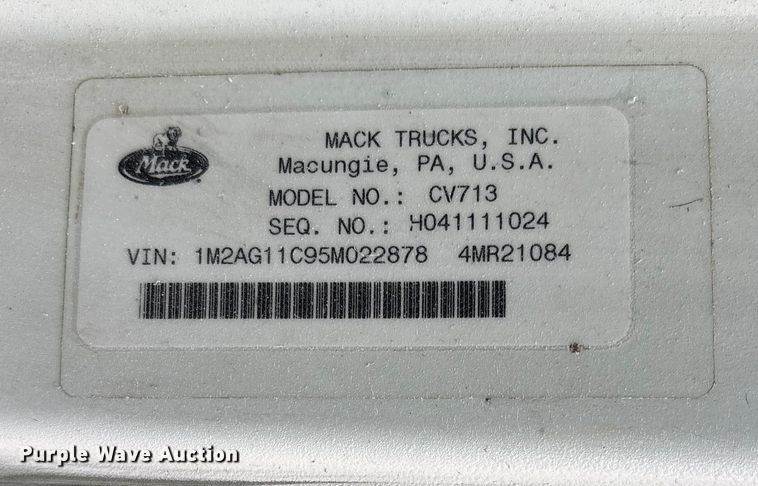 Mack
MACK TRUCKS, INC.
Macungie, PA, U.S.A.
MODEL NO.: CV713
SEQ. NO.: H041111024
VIN: 1M2AG11C95M022878 4MR21084
Purple Wave Auction